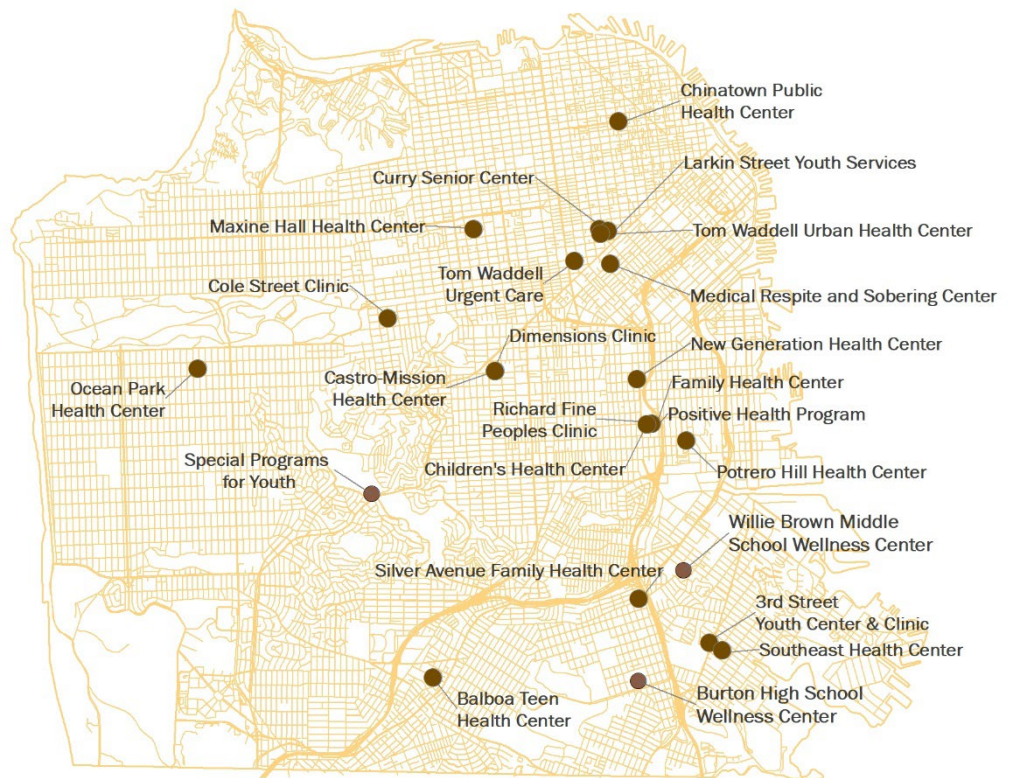 Chinatown Public
Health Center
Larkin Street Youth Services
Curry Senior Center
Maxine Hall Health Center
Tom Waddell Urban Health Center
Tom Waddell
Urgent Care
Cole Street Clinic
Medical Respite and Sobering Center
Dimensions Clinic
New Generation Health Center
Castro-Mission
Health Center
Family Health Center
Ocean Park
Health Center
Richard Fine
Peoples Clinic
Positive Health Program
Special Programs
for Youth
Children's Health Center
Potrero Hill Health Center
Willie Brown Middle
School Wellness Center
Silver Avenue Family Health Center
3rd Street
Youth Center & Clinic
Southeast Health Center
Balboa Teen
Health Center
Burton High School
Wellness Center